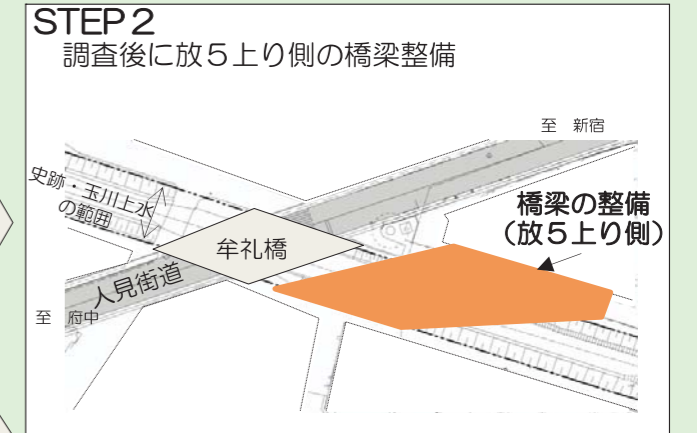 STEP2
調査後に放5上り側の橋梁整備
至 新宿
史跡・玉川上水
の範囲
橋梁の整備
(放5上り側)
牟礼橋
人見街道
至 府中